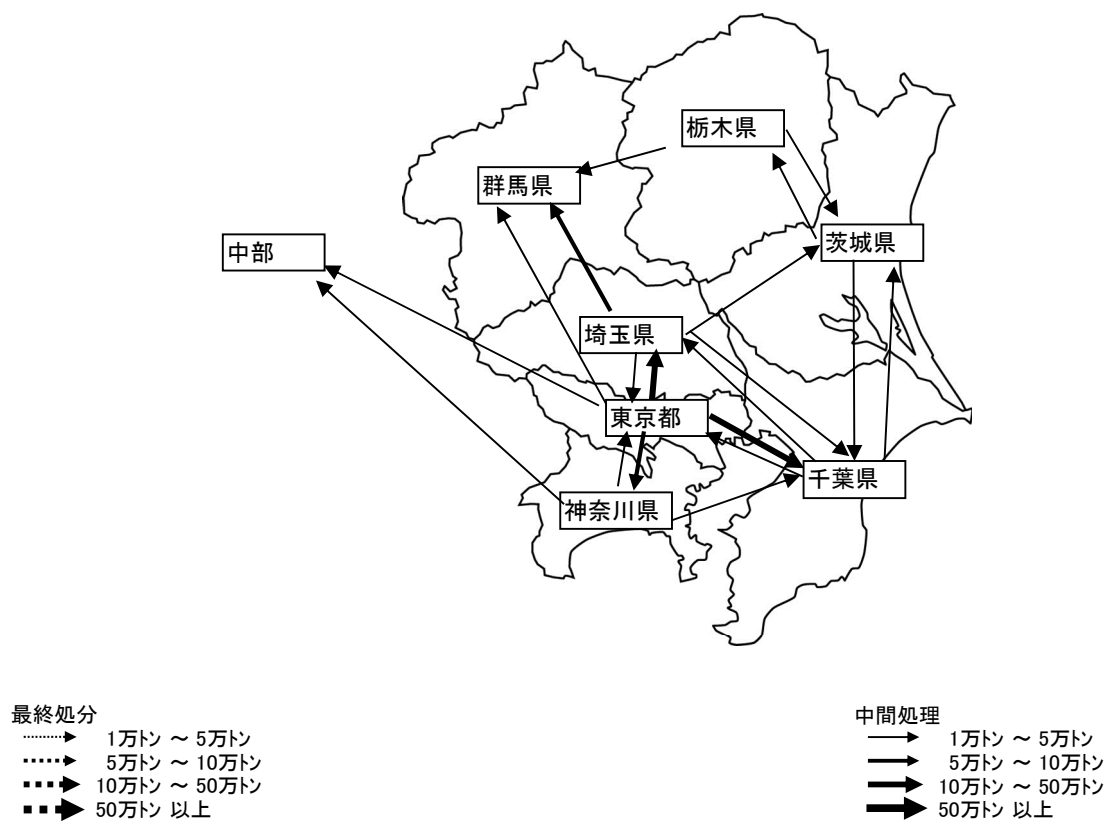 栃木県
群馬県
茨城県
中部
埼玉県
東京都
千葉県
神奈川県
最終処分
1万トン ~ 5万トン
5万トン ~ 10万トン
10万トン ~ 50万トン
50万トン 以上
中間処理
1万トン ~ 5万トン
5万トン ~ 10万トン
10万トン ~ 50万トン
50万トン 以上